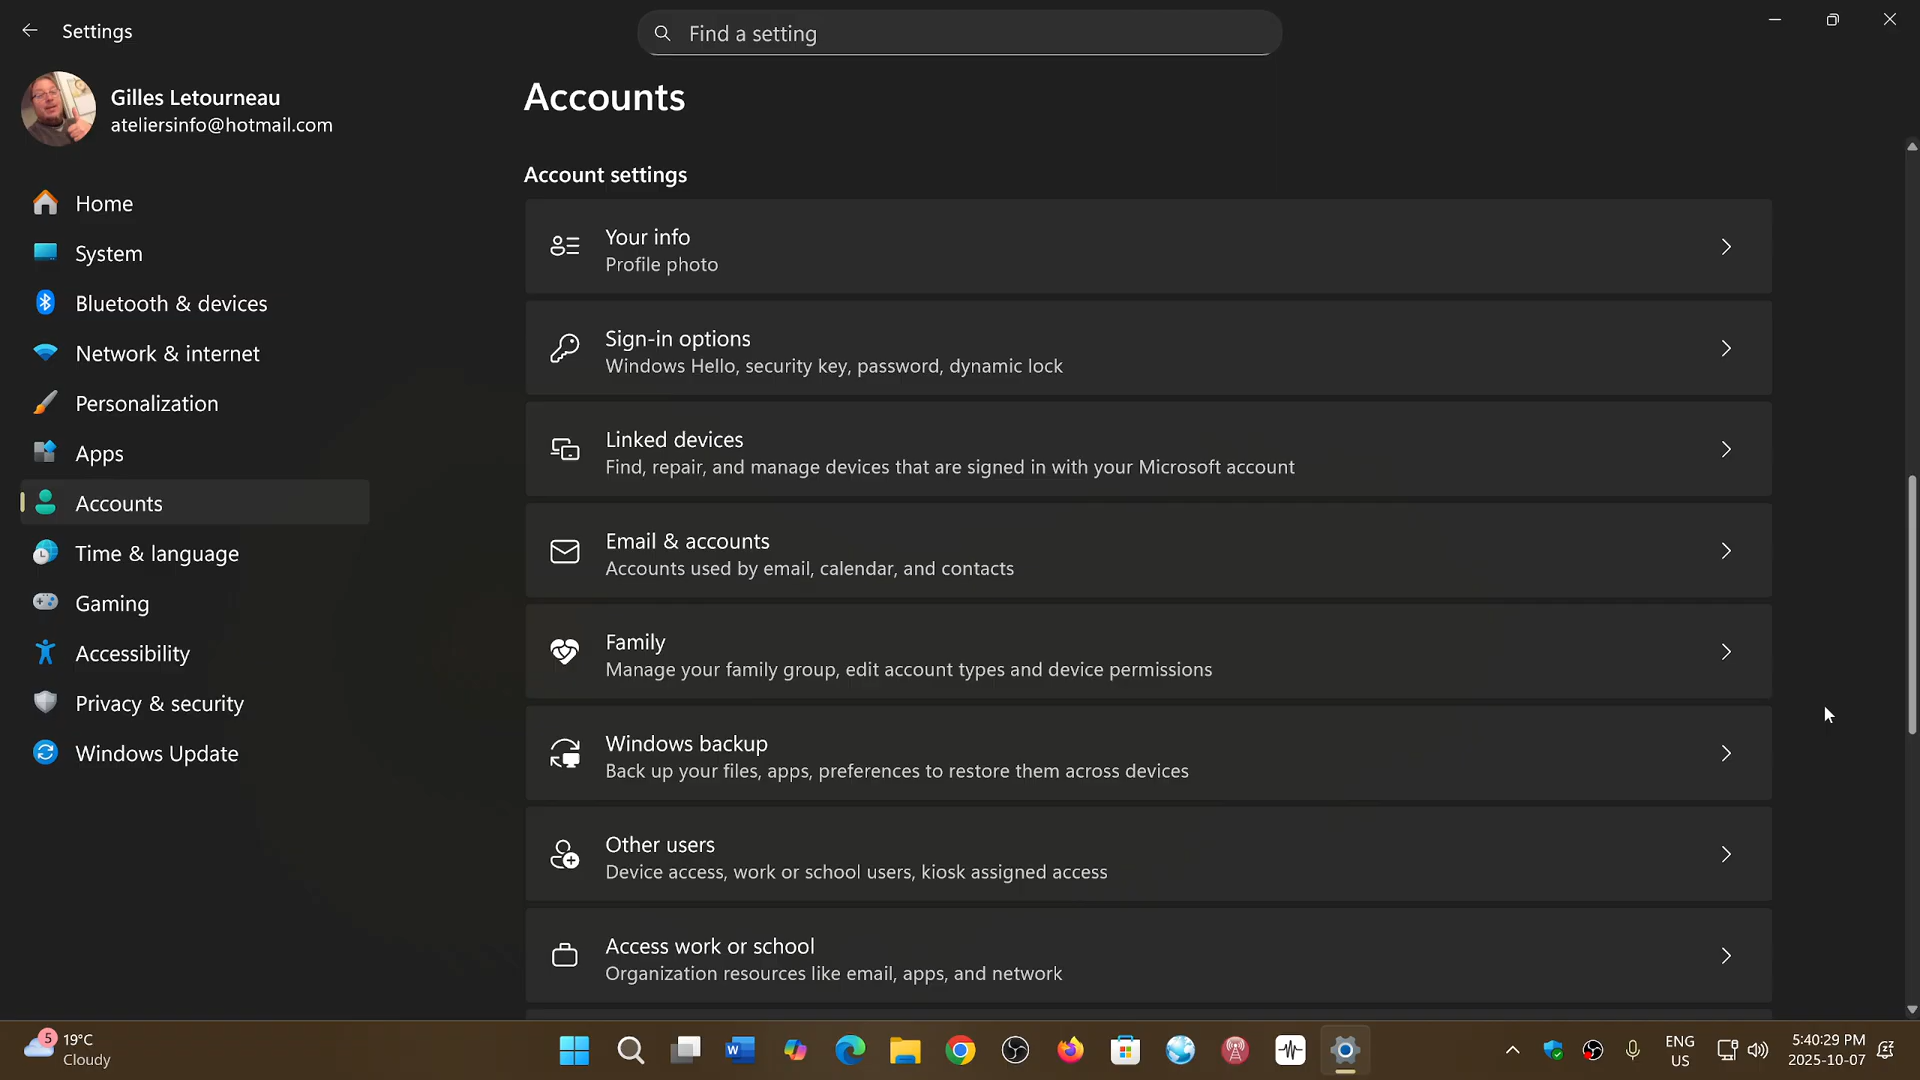 Settings
Find a setting
Gilles Letourneau
ateliersinfo@hotmail.com
Home
System
Bluetooth & devices
Network & internet
Personalization
Apps
Accounts
Time & language
Gaming
Accessibility
Privacy & security
Windows Update
Accounts
Account settings
Your info
Profile photo
Sign-in options
Windows Hello, security key, password, dynamic lock
Linked devices
Find, repair, and manage devices that are signed in with your Microsoft account
Email & accounts
Accounts used by email, calendar, and contacts
Family
Manage your family group, edit account types and device permissions
Windows backup
Back up your files, apps, preferences to restore them across devices
Other users
Device access, work or school users, kiosk assigned access
Access work or school
Organization resources like email, apps, and network
5
19°C
Cloudy
W
ENG
US
5:40:29 PM
2025-10-07